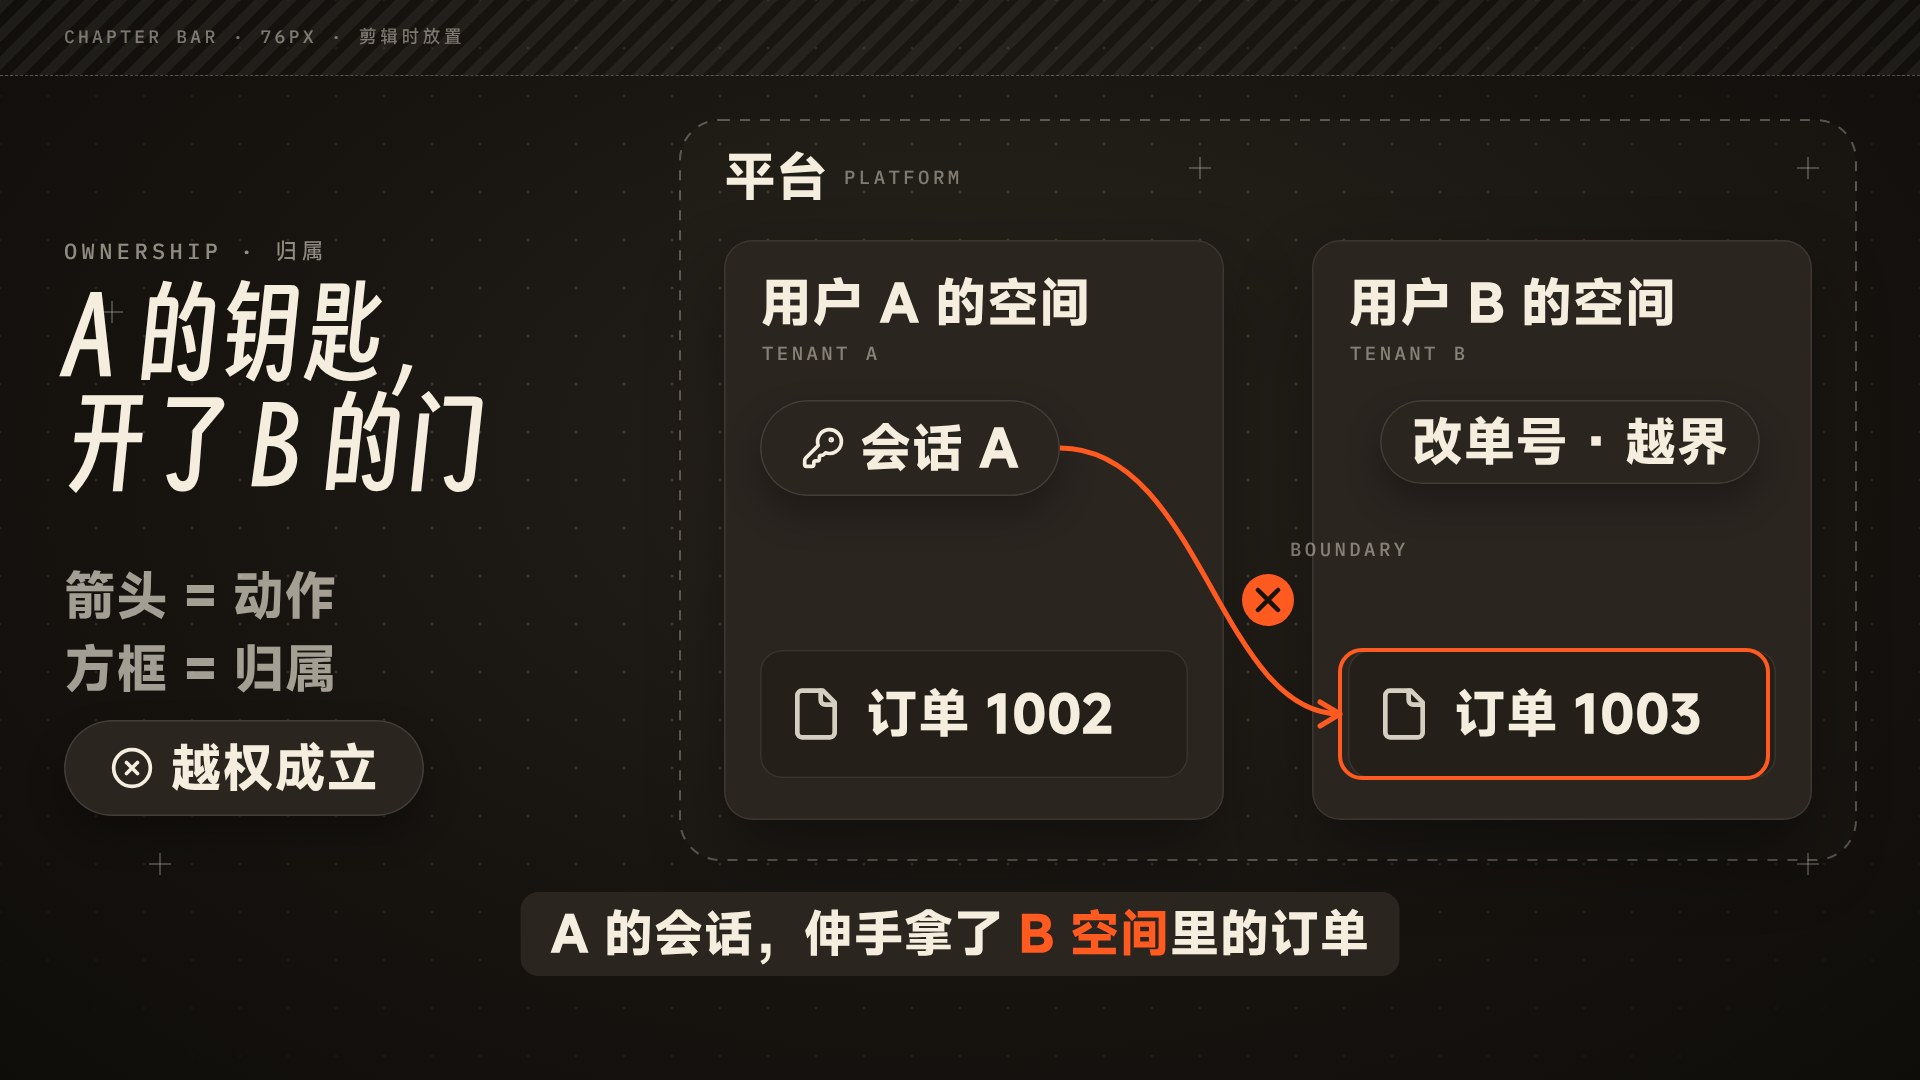 CHAPTER BAR · 76PX · 剪辑时放置
OWNERSHIP · 归属
A 的钥匙,
开了 B 的门
箭头 = 动作
方框 = 归属
越权成立
平台 PLATFORM
用户 A 的空间
TENANT A
会话 A
订单 1002
用户 B 的空间
TENANT B
改单号 · 越界
BOUNDARY
订单 1003
A 的会话，伸手拿了 B 空间里的订单